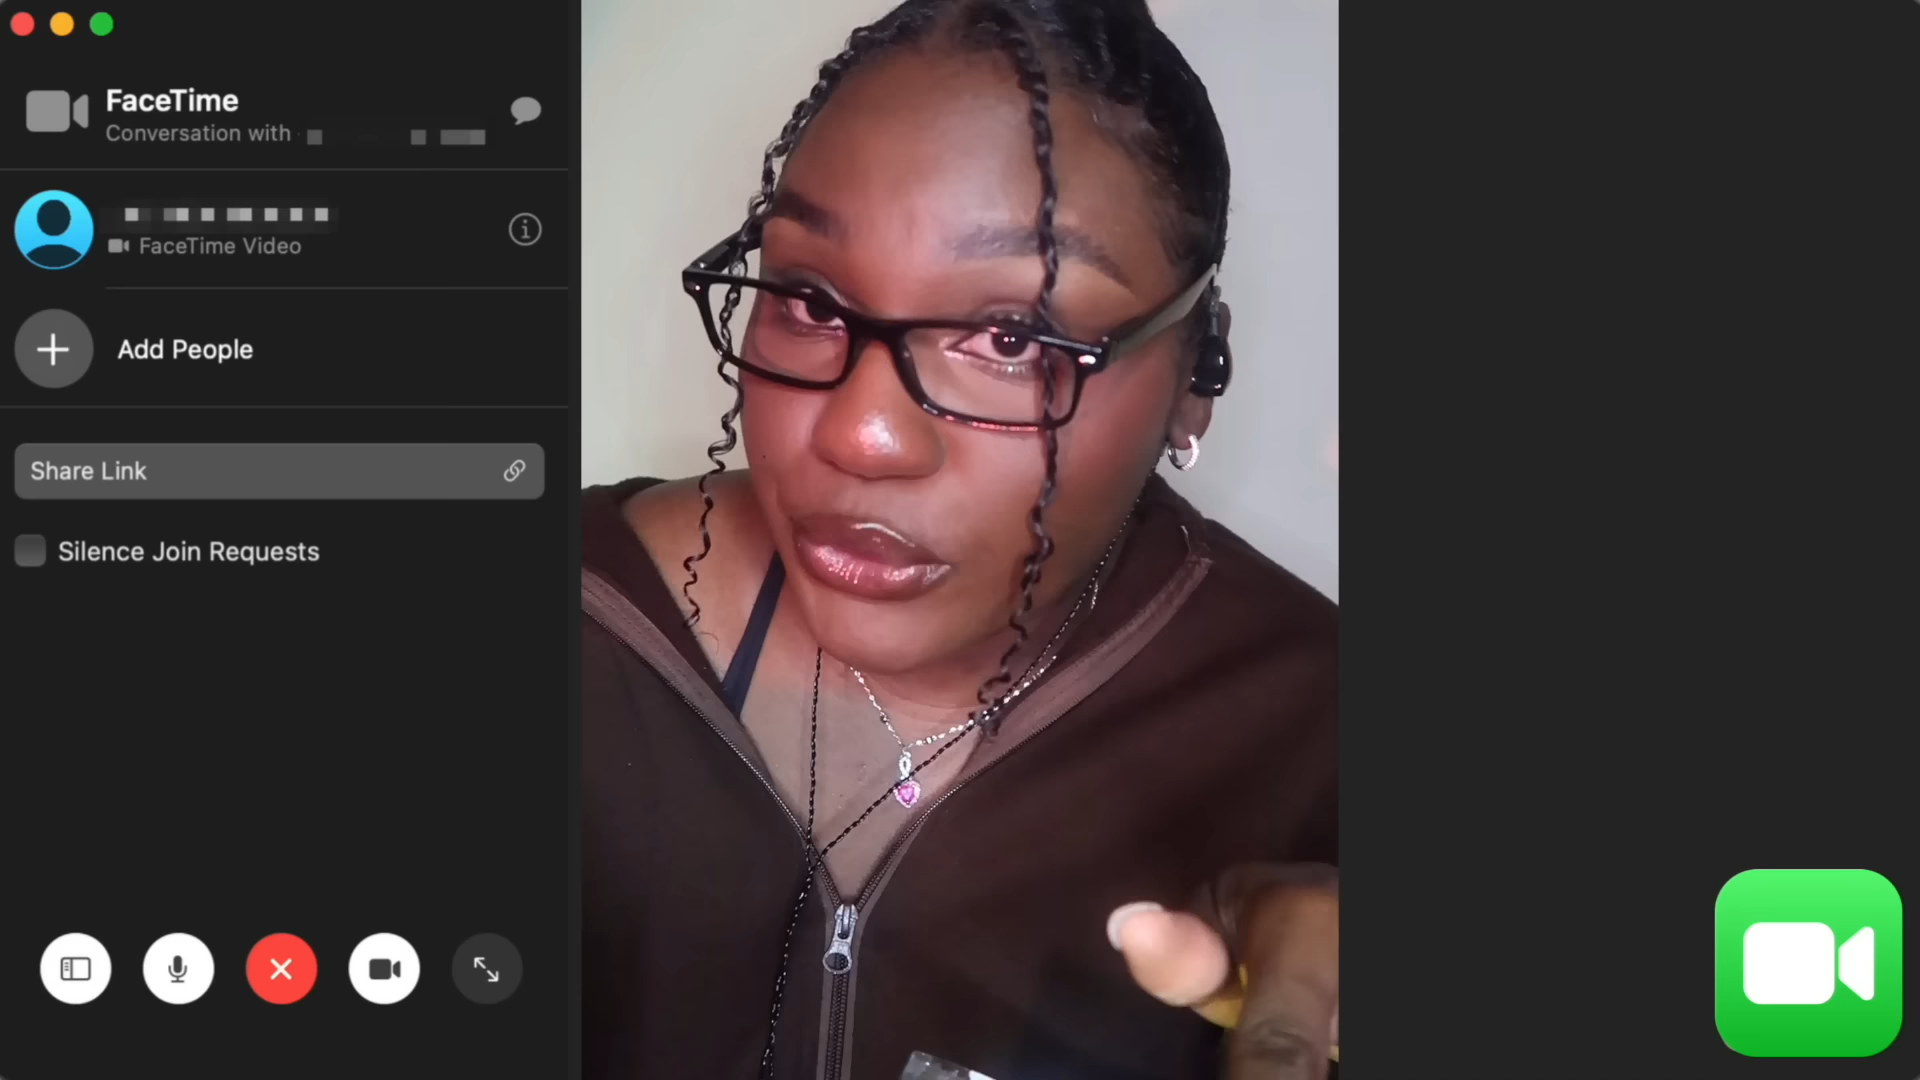 FaceTime
Conversation with
FaceTime Video
Add People
Share Link
Silence Join Requests